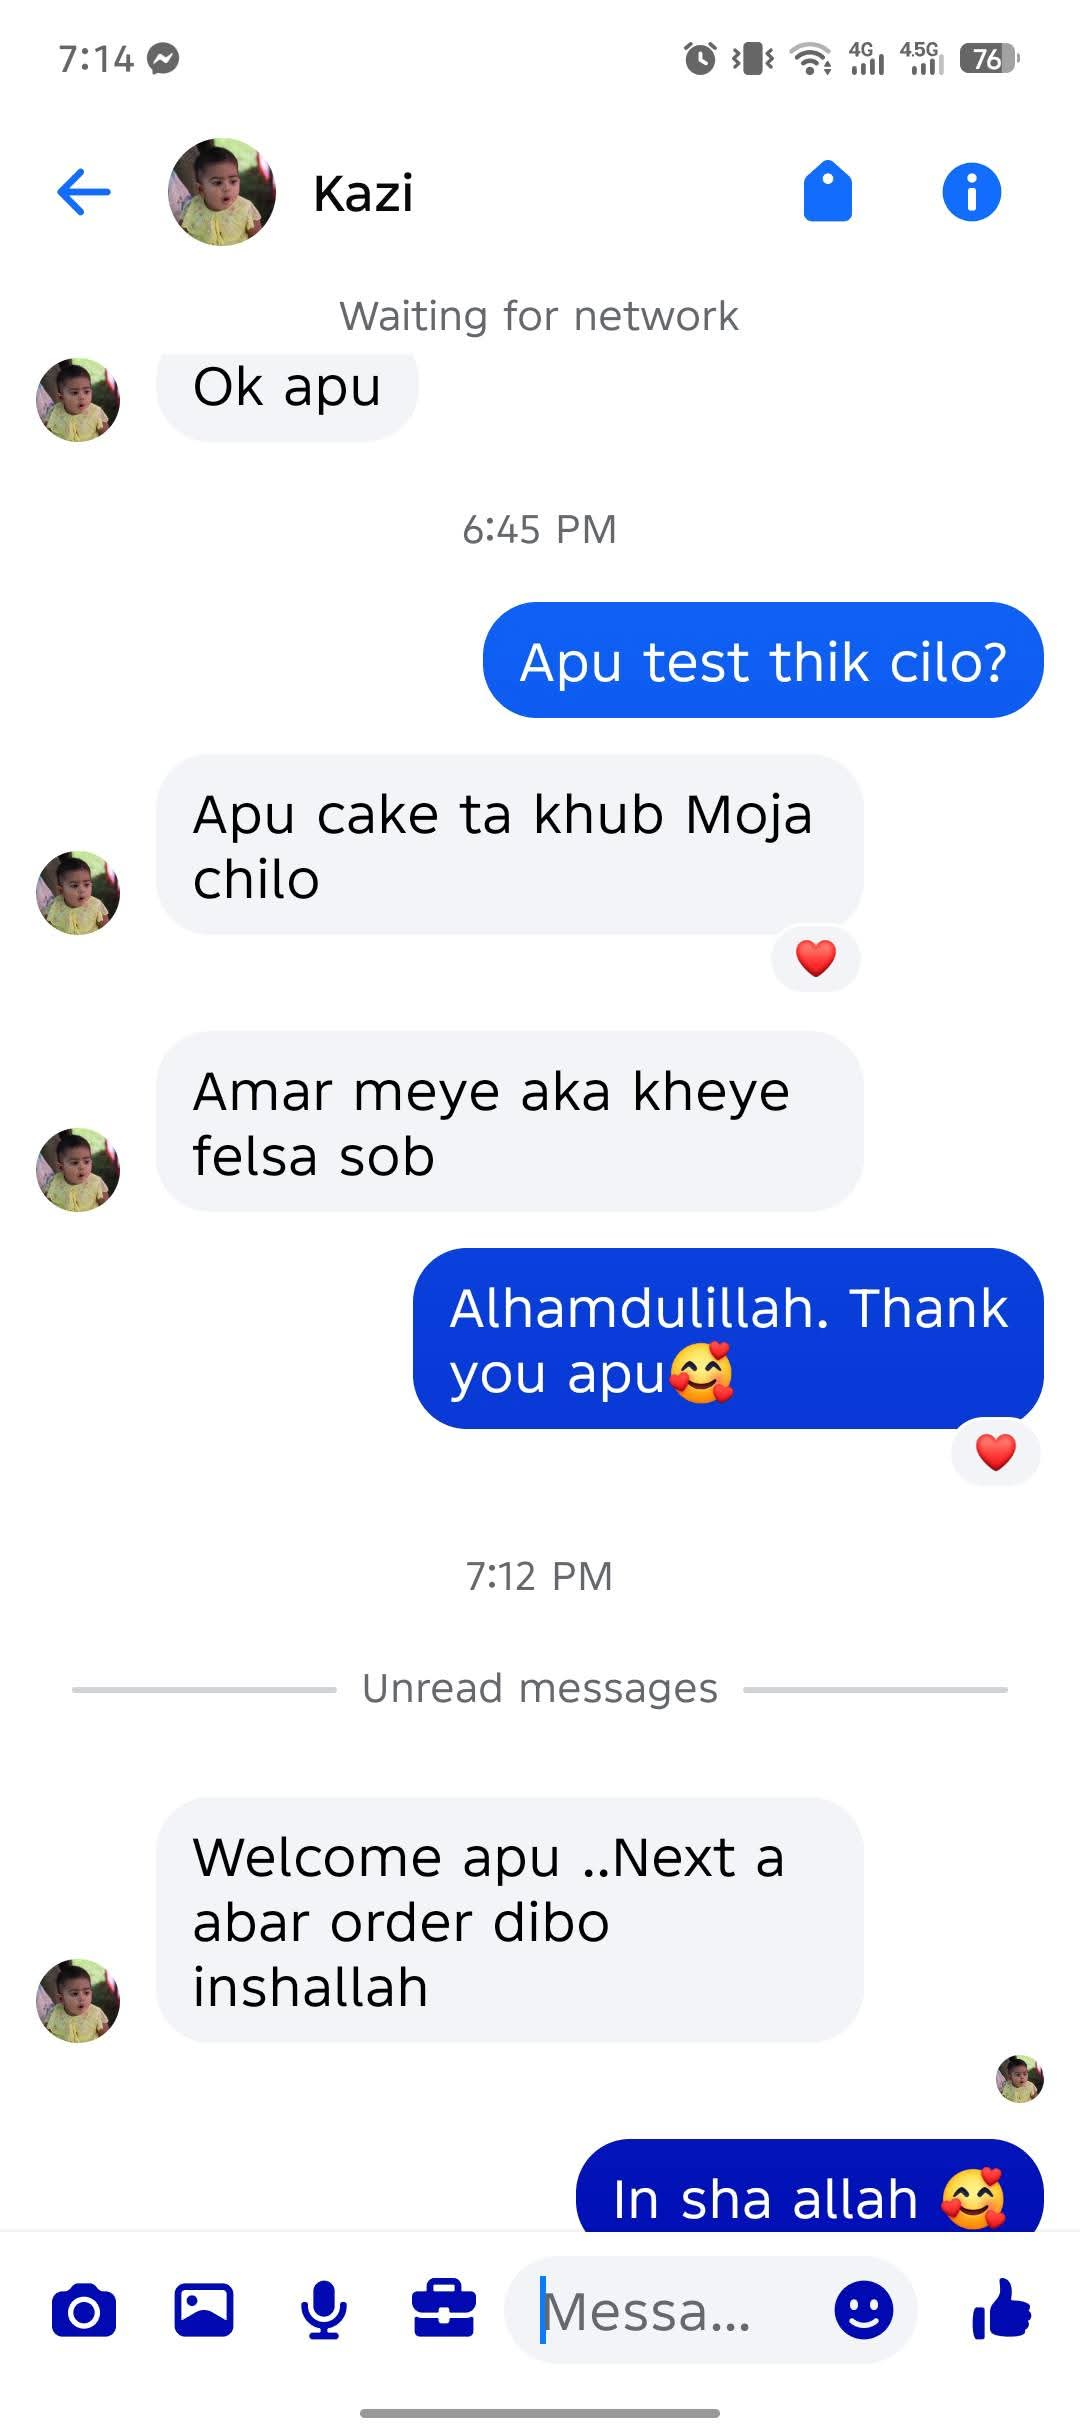 7:14
4G 4.5G 76
Kazi
Waiting for network
Ok apu
6:45 PM
Apu test thik cilo?
Apu cake ta khub Moja
chilo
❤️
Amar meye aka kheye
felsa sob
Alhamdulillah. Thank
you apu🥰
❤️
7:12 PM
Unread messages
Welcome apu ..Next a
abar order dibo
inshallah
In sha allah 🥰
Messa...